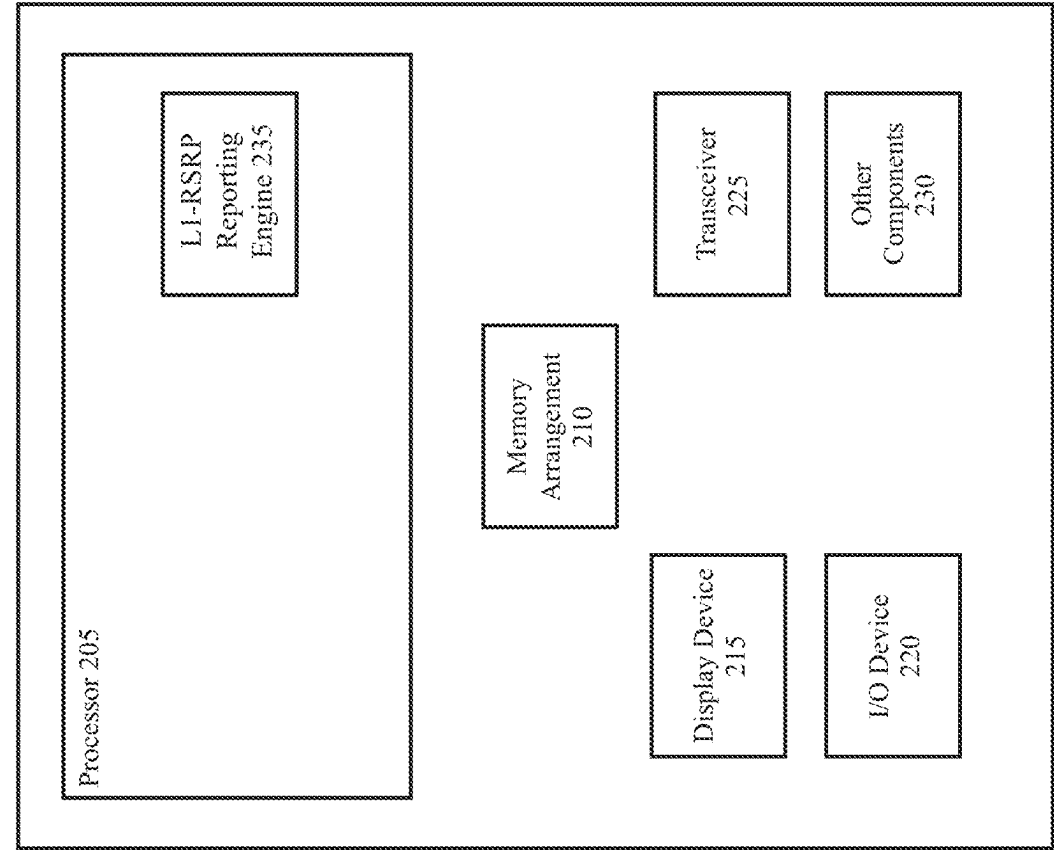 Processor 205
L1-RSRP
Reporting
Engine 235
Memory
Arrangement
210
Display Device
215
Transceiver
225
I/O Device
220
Other
Components
230